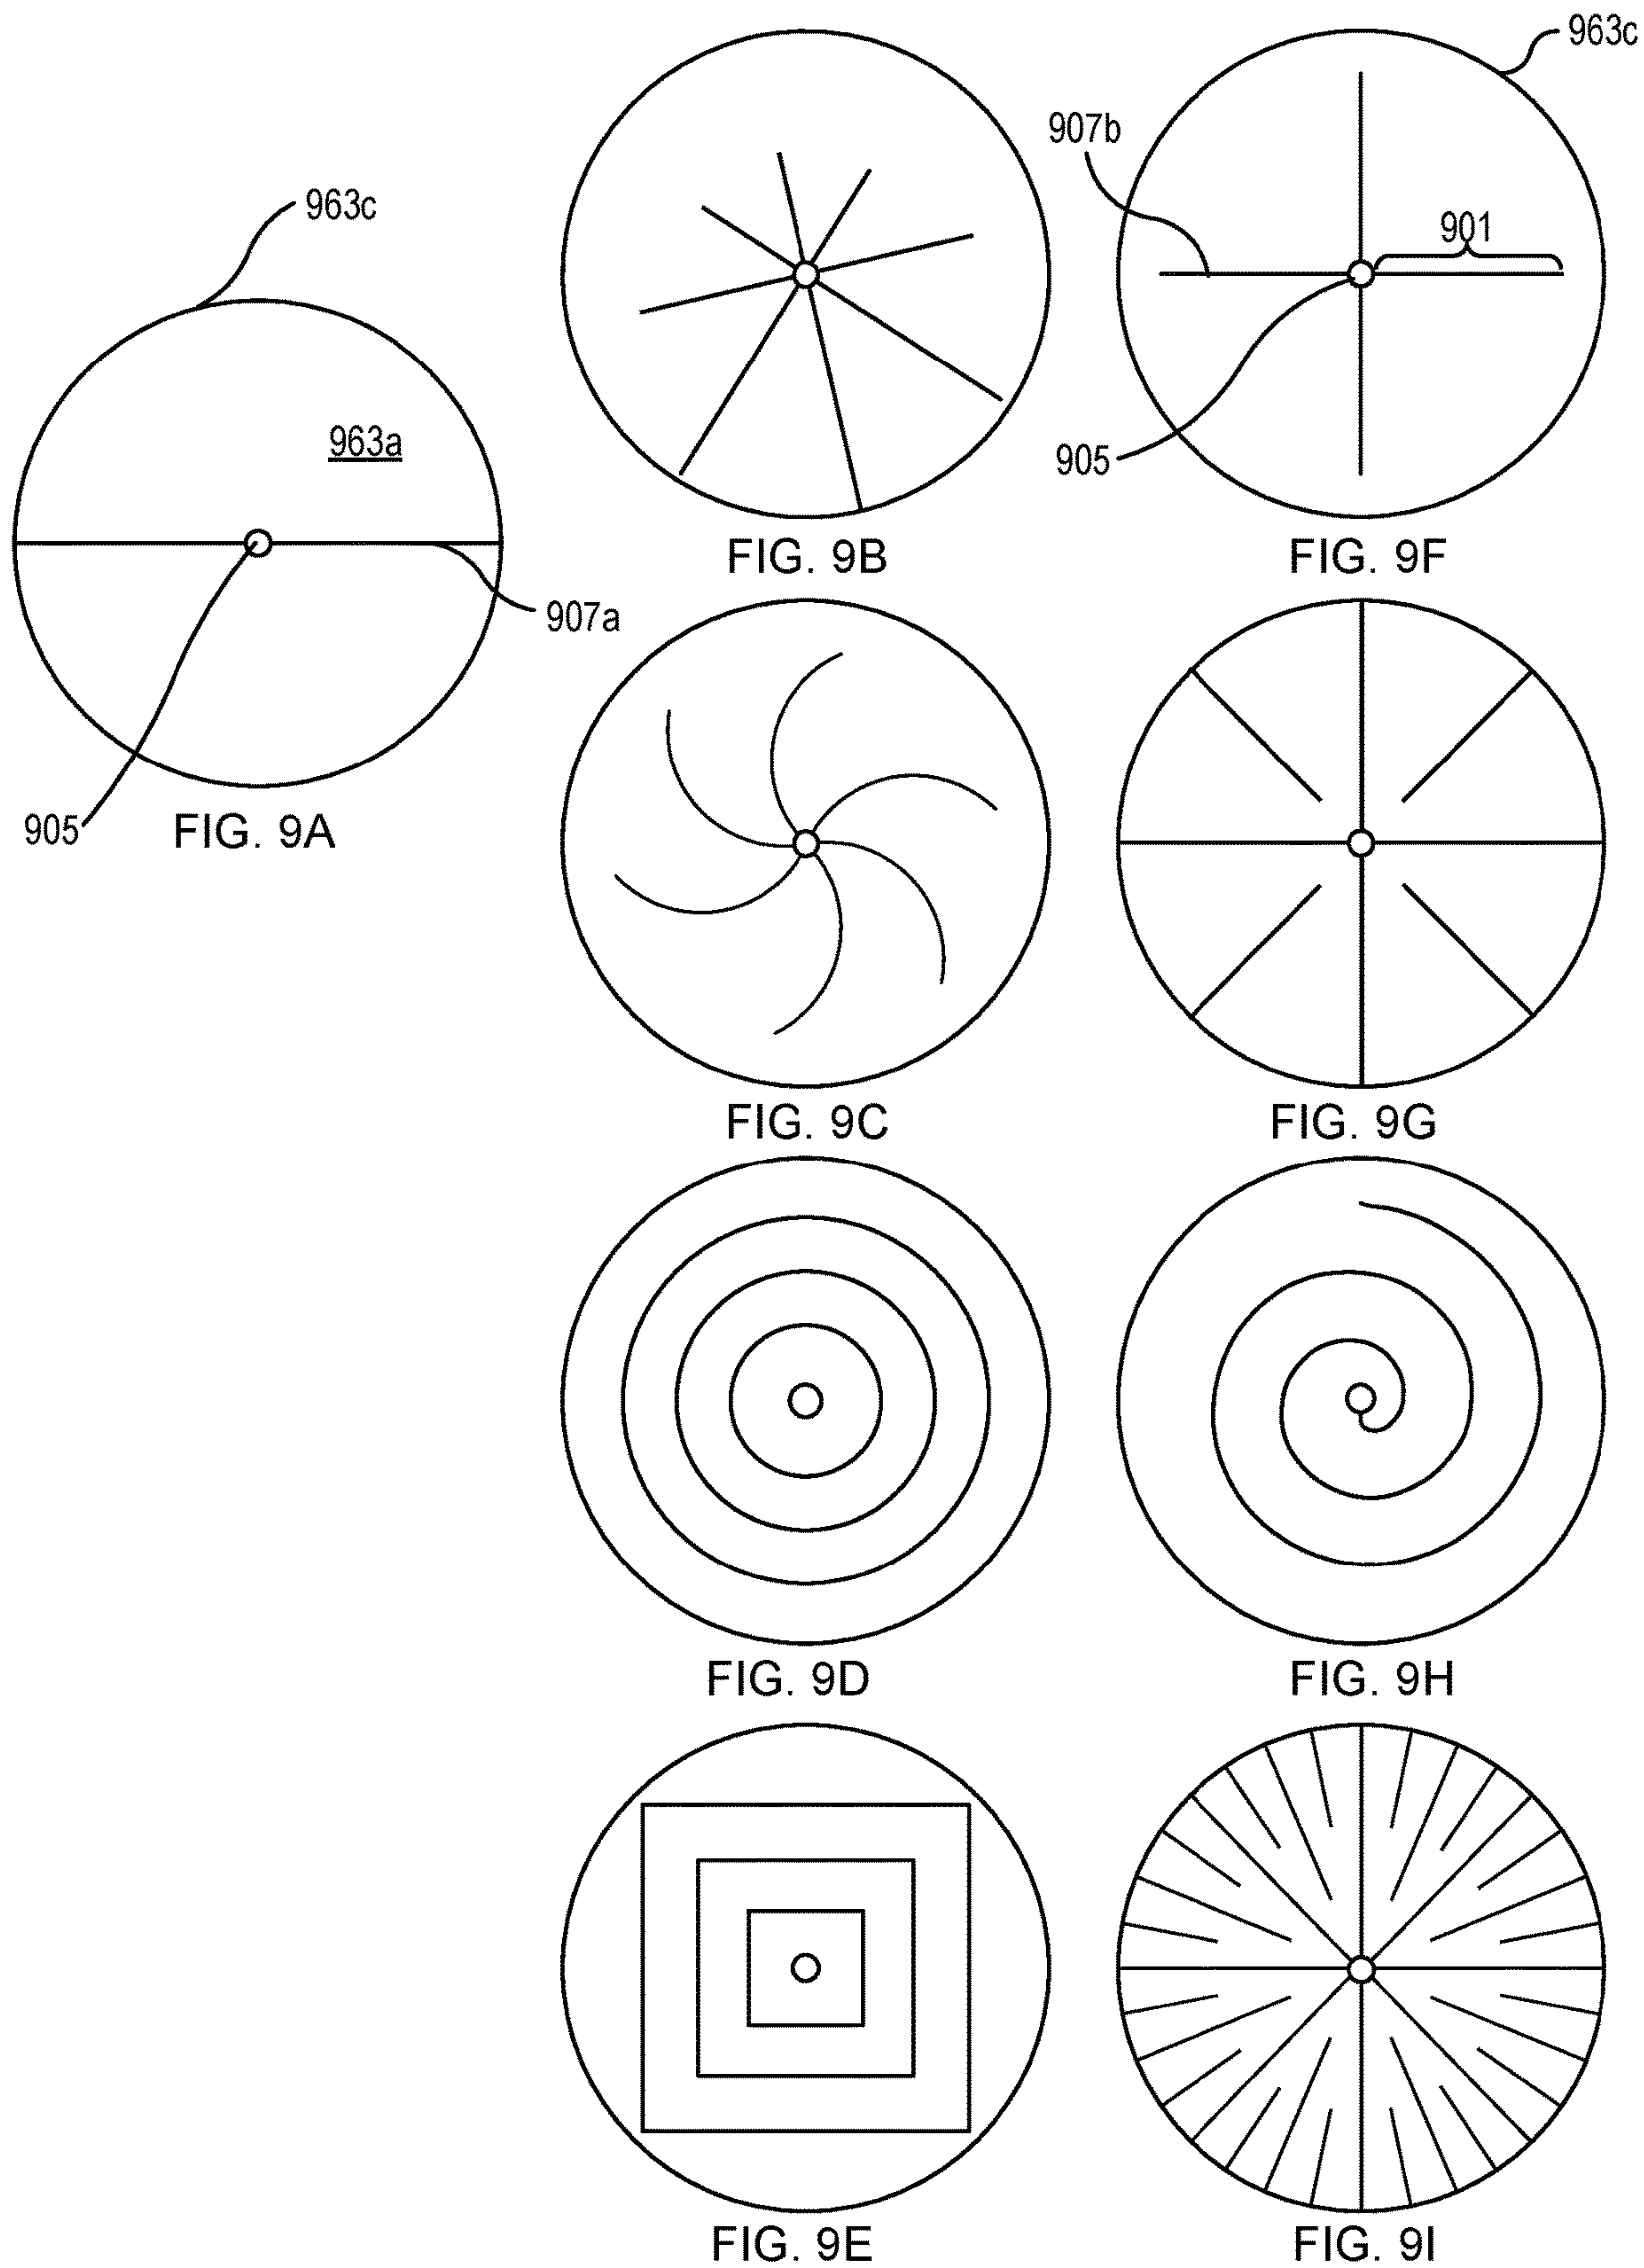 963c
963a
907a
905
FIG. 9A
FIG. 9B
963c
907b
901
905
FIG. 9F
FIG. 9C
FIG. 9G
FIG. 9D
FIG. 9H
FIG. 9E
FIG. 9I